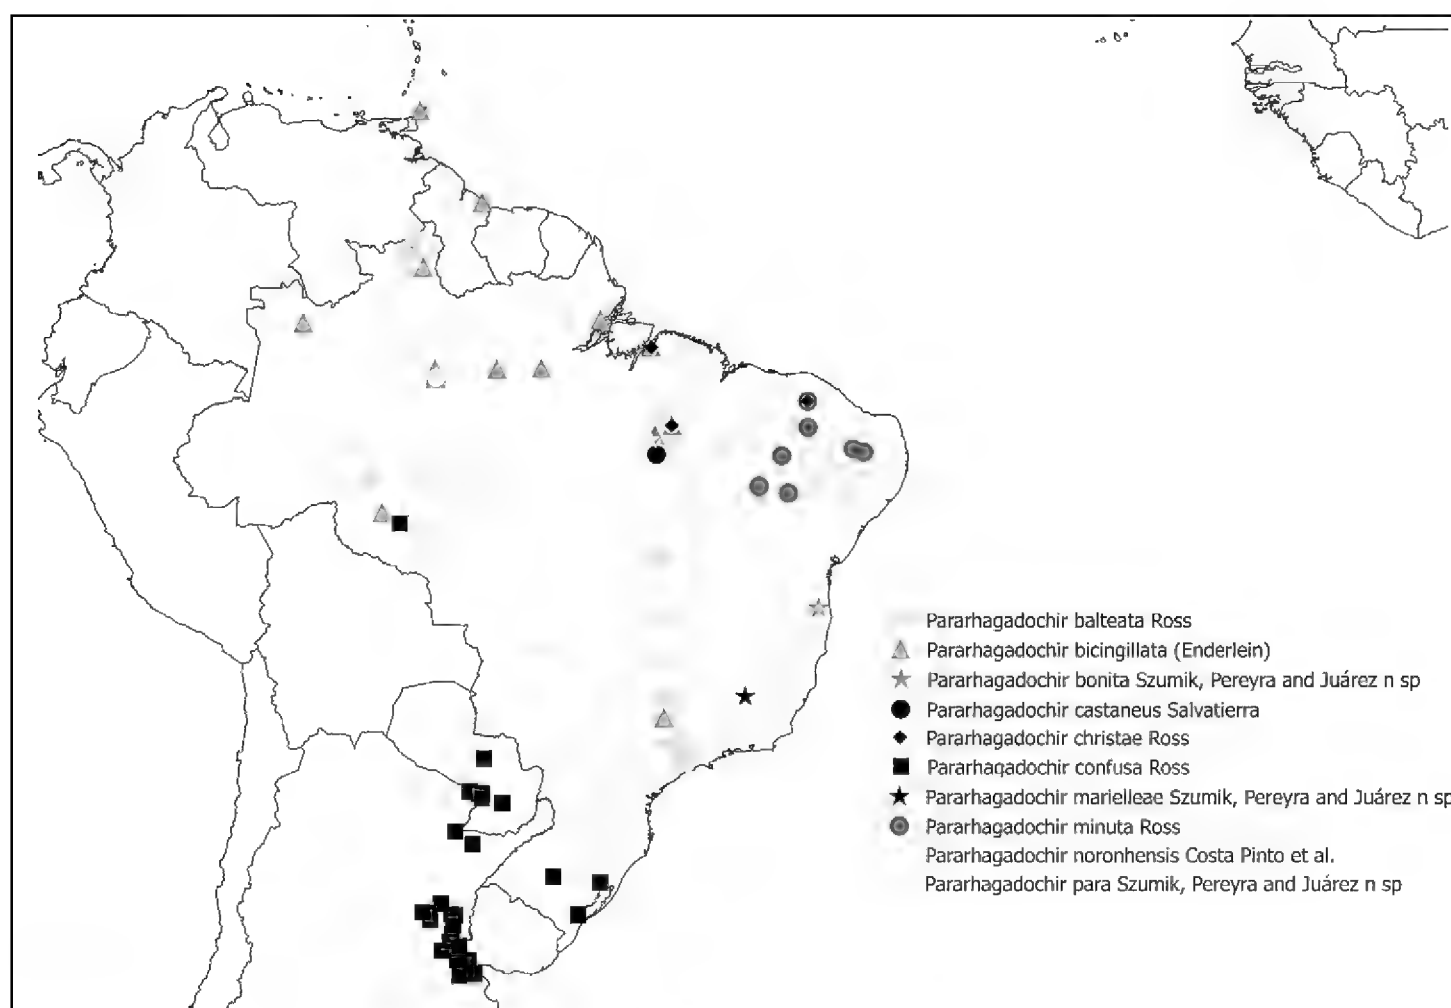 Pararhagadochir balteata Ross
Pararhagadochir bicingillata (Enderlein)
Pararhagadochir bonita Szumik, Pereyra and Juárez n sp
Pararhagadochir castaneus Salvatierra
Pararhagadochir christae Ross
Pararhagadochir confusa Ross
Pararhagadochir marielleae Szumik, Pereyra and Juárez n sp
Pararhagadochir minuta Ross
Pararhagadochir noronhensis Costa Pinto et al.
Pararhagadochir para Szumik, Pereyra and Juárez n sp